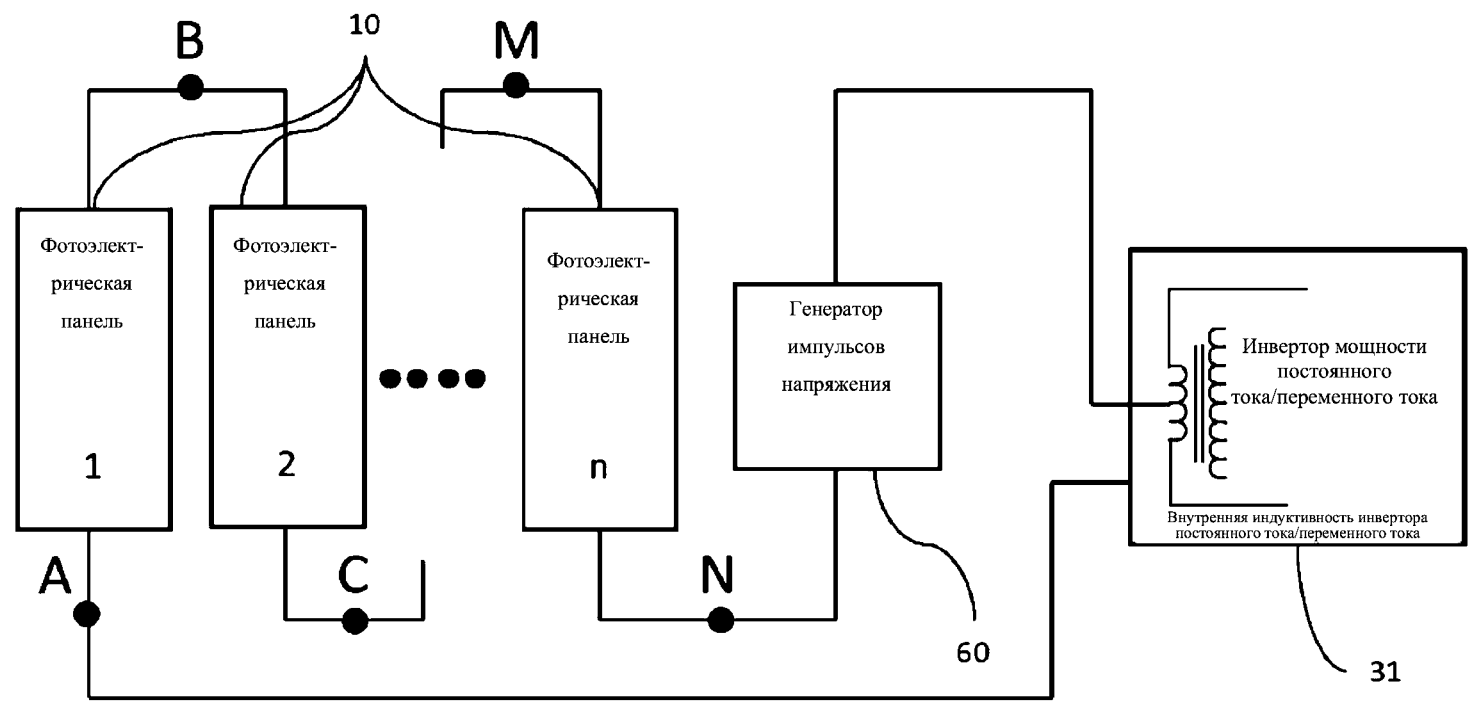 B
10
M
Фотоэлект-
рическая
панель
1
Фотоэлект-
рическая
панель
2
Фотоэлект-
рическая
панель
n
Генератор
импульсов
напряжения
Инвертор мощности
постоянного
тока/переменного тока
Внутренняя индуктивность инвертора
постоянного тока/переменного тока
A
C
N
60
31